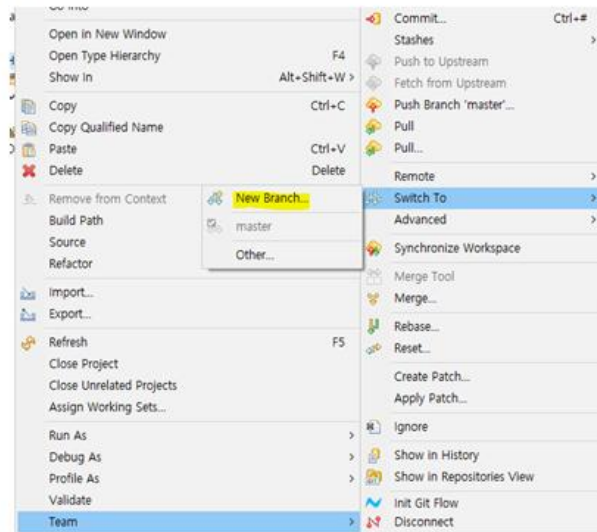 Open in New Window
Open Type Hierarchy F4
Show In Alt+Shift+W >
Copy Ctrl+C
Copy Qualified Name
Paste Ctrl+V
Delete Delete
Remove from Context
Build Path
Source
Refactor
Import...
Export...
Refresh F5
Close Project
Close Unrelated Projects
Assign Working Sets...
Run As >
Debug As >
Profile As >
Validate
Team >
New Branch...
master
Other...
Commit... Ctrl+#
Stashes >
Push to Upstream
Fetch from Upstream
Push Branch 'master'...
Pull
Pull...
Remote >
Switch To >
Advanced >
Synchronize Workspace
Merge Tool
Merge...
Rebase...
Reset...
Create Patch...
Apply Patch...
Ignore
Show in History
Show in Repositories View
Init Git Flow
Disconnect